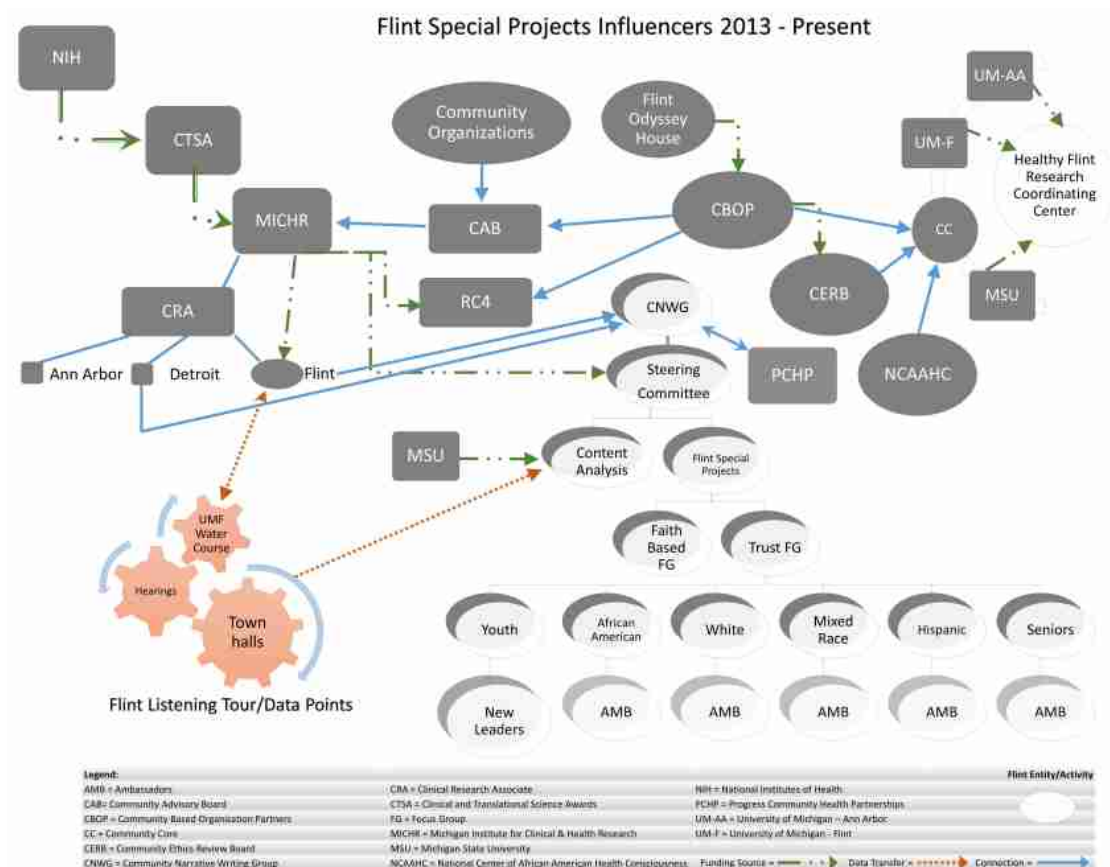 Flint Special Projects Influencers 2013 - Present
NIH
UM-AA
CTSA
Community
Organizations
Flint
Odyssey
House
UM-F
Healthy Flint
Research
Coordinating
Center
MICHR
CAB
CBOP
CC
CRA
RC4
CNWG
CERB
MSU
Ann Arbor
Detroit
Flint
Steering
Committee
PCHP
NCAAHC
MSU
Content
Analysis
Flint Special
Projects
UMF
Water
Course
Faith
Based
FG
Trust FG
Hearings
Town
halls
Youth
African
American
White
Mixed
Race
Hispanic
Seniors
Flint Listening Tour/Data Points
New
Leaders
AMB
AMB
AMB
AMB
AMB
Legend:
Flint Entity/Activity
AMB = Ambassadors
CRA = Clinical Research Associate
NIH = National Institutes of Health
CAB= Community Advisory Board
CTSA = Clinical and Translational Science Awards
PCHP = Progress Community Health Partnerships
CBOP = Community Based Organization Partners
FG = Focus Group
UM-AA = University of Michigan – Ann Arbor
CC = Community Core
MICHR = Michigan Institute for Clinical & Health Research
UM-F = University of Michigan - Flint
CERB = Community Ethics Review Board
MSU = Michigan State University
CNWG = Community Narrative Writing Group
NCAAHC = National Center of African American Health Consciousness
Funding Source =
Data Transfer =
Connection =